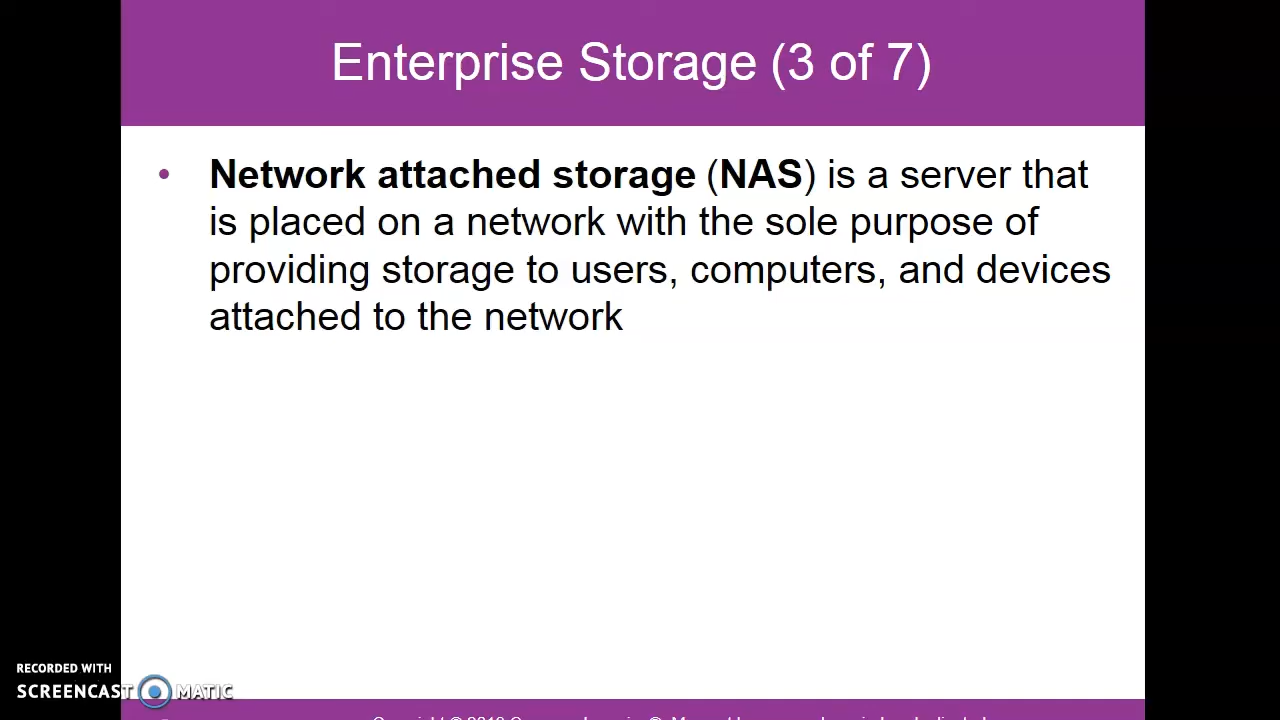 Enterprise Storage (3 of 7)
• Network attached storage (NAS) is a server that
is placed on a network with the sole purpose of
providing storage to users, computers, and devices
attached to the network
RECORDED WITH
SCREENCAST MATIC